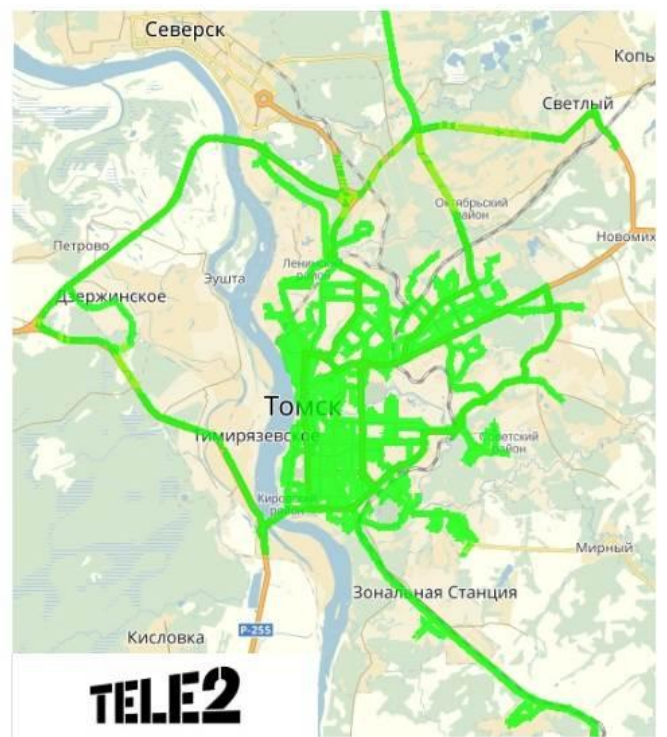 Северск
Копы
Светлый
Октябрьский
район
Новомих
Петрово
Эушта
Ленинский
район
Дзержинское
Томск
Тимирязевское
Советский
район
Кировский
район
Мирный
Зональная Станция
Кисловка
Р-255
TELE2